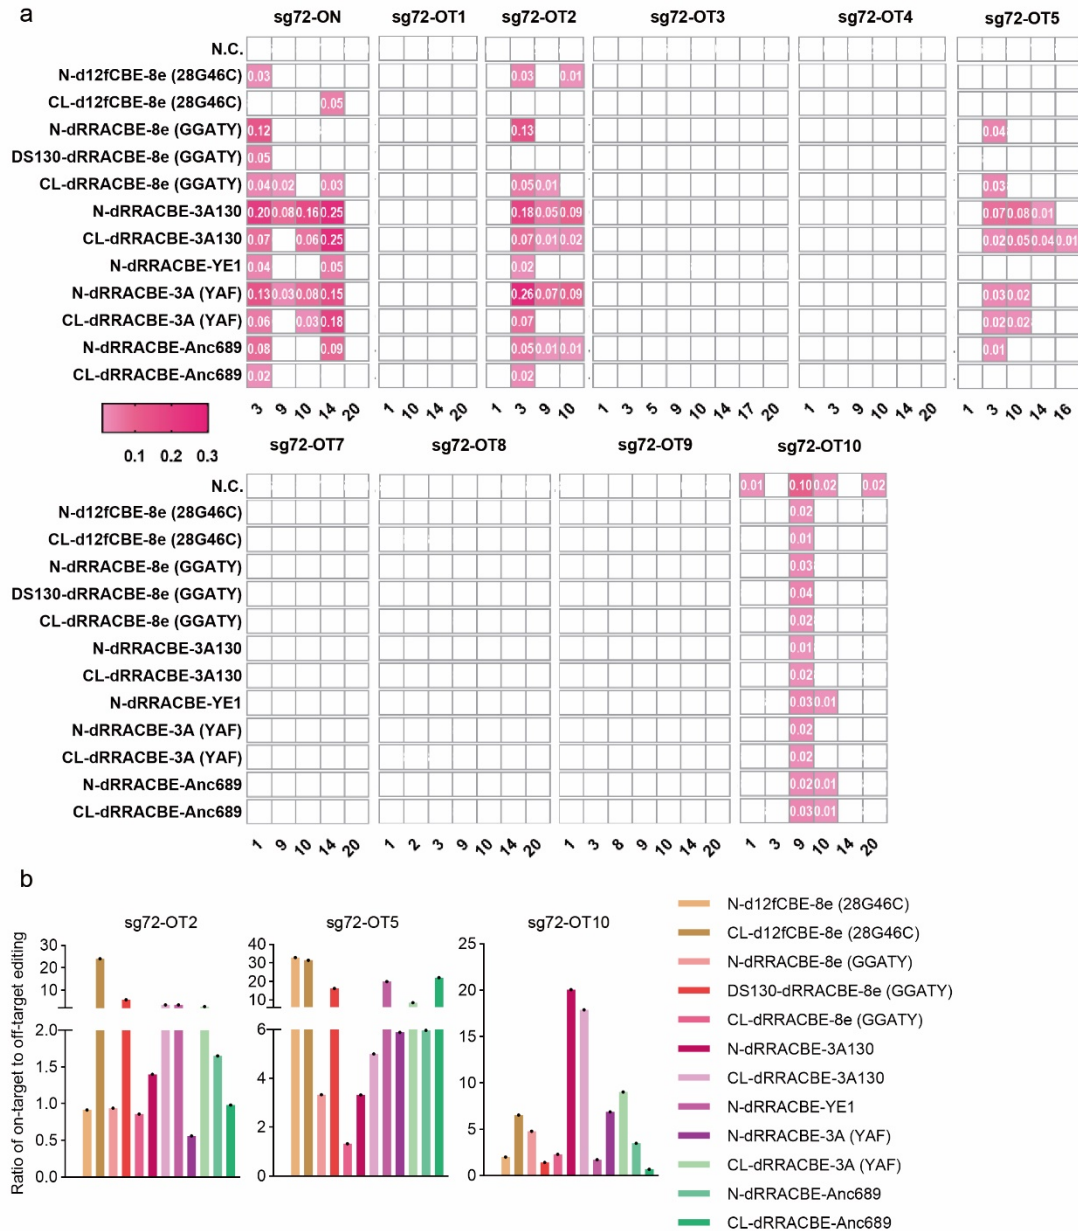 a
sg72-ON sg72-OT1 sg72-OT2 sg72-OT3 sg72-OT4 sg72-OT5
N.C.
N-d12fCBE-8e (28G46C) 0.03 0.03 0.01
CL-d12fCBE-8e (28G46C) 0.05
N-dRRACBE-8e (GGATY) 0.12 0.13 0.04
DS130-dRRACBE-8e (GGATY) 0.05
CL-dRRACBE-8e (GGATY) 0.04 0.02 0.03 0.05 0.01 0.03
N-dRRACBE-3A130 0.20 0.08 0.16 0.25 0.18 0.05 0.09 0.07 0.08 0.01
CL-dRRACBE-3A130 0.07 0.06 0.25 0.07 0.01 0.02 0.02 0.05 0.04 0.01
N-dRRACBE-YE1 0.04 0.05 0.02
N-dRRACBE-3A (YAF) 0.13 0.03 0.08 0.15 0.26 0.07 0.09 0.03 0.02
CL-dRRACBE-3A (YAF) 0.06 0.03 0.18 0.07 0.02 0.02
N-dRRACBE-Anc689 0.08 0.09 0.05 0.01 0.01 0.01
CL-dRRACBE-Anc689 0.02 0.02
3 9 10 14 20 1 10 14 20 1 3 9 10 1 3 5 9 10 14 17 20 1 3 9 10 14 20 1 3 10 14 16
0.1 0.2 0.3
sg72-OT7 sg72-OT8 sg72-OT9 sg72-OT10
N.C. 0.01 0.10 0.02 0.02
N-d12fCBE-8e (28G46C) 0.02
CL-d12fCBE-8e (28G46C) 0.01
N-dRRACBE-8e (GGATY) 0.03
DS130-dRRACBE-8e (GGATY) 0.04
CL-dRRACBE-8e (GGATY) 0.02
N-dRRACBE-3A130 0.01
CL-dRRACBE-3A130 0.02
N-dRRACBE-YE1 0.03 0.01
N-dRRACBE-3A (YAF) 0.02
CL-dRRACBE-3A (YAF) 0.02
N-dRRACBE-Anc689 0.02 0.01
CL-dRRACBE-Anc689 0.03 0.01
1 9 10 14 20 1 2 9 10 14 20 1 3 8 9 10 14 20 1 3 9 10 14 20
b
sg72-OT2 sg72-OT5 sg72-OT10
Ratio of on-target to off-target editing
30
20
10
2.0
1.5
1.0
0.5
0.0
40
30
20
10
6
4
2
0
25
20
15
10
5
0
N-d12fCBE-8e (28G46C)
CL-d12fCBE-8e (28G46C)
N-dRRACBE-8e (GGATY)
DS130-dRRACBE-8e (GGATY)
CL-dRRACBE-8e (GGATY)
N-dRRACBE-3A130
CL-dRRACBE-3A130
N-dRRACBE-YE1
N-dRRACBE-3A (YAF)
CL-dRRACBE-3A (YAF)
N-dRRACBE-Anc689
CL-dRRACBE-Anc689